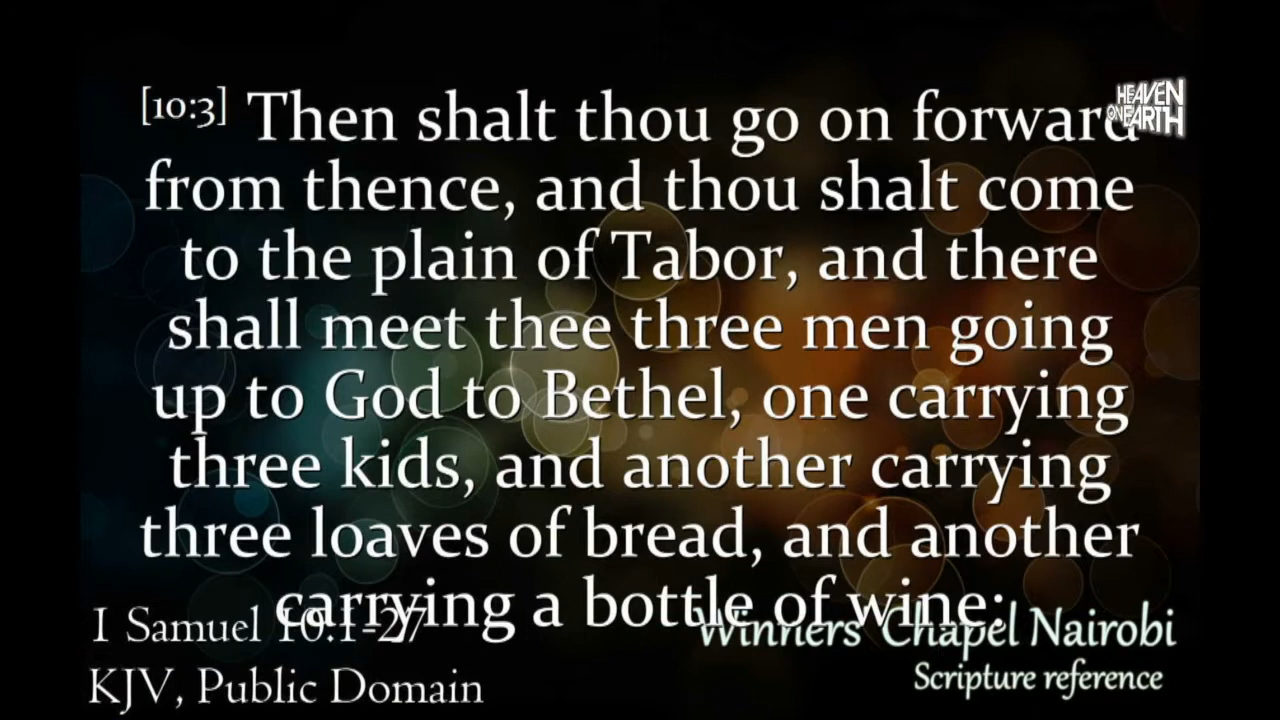 [10:3] Then shalt thou go on forward
from thence, and thou shalt come
to the plain of Tabor, and there
shall meet thee three men going
up to God to Bethel, one carrying
three kids, and another carrying
three loaves of bread, and another
carrying a bottle of wine:
HEAVEN
ON EARTH
I Samuel 10:1-27
KJV, Public Domain
Winners Chapel Nairobi
Scripture reference